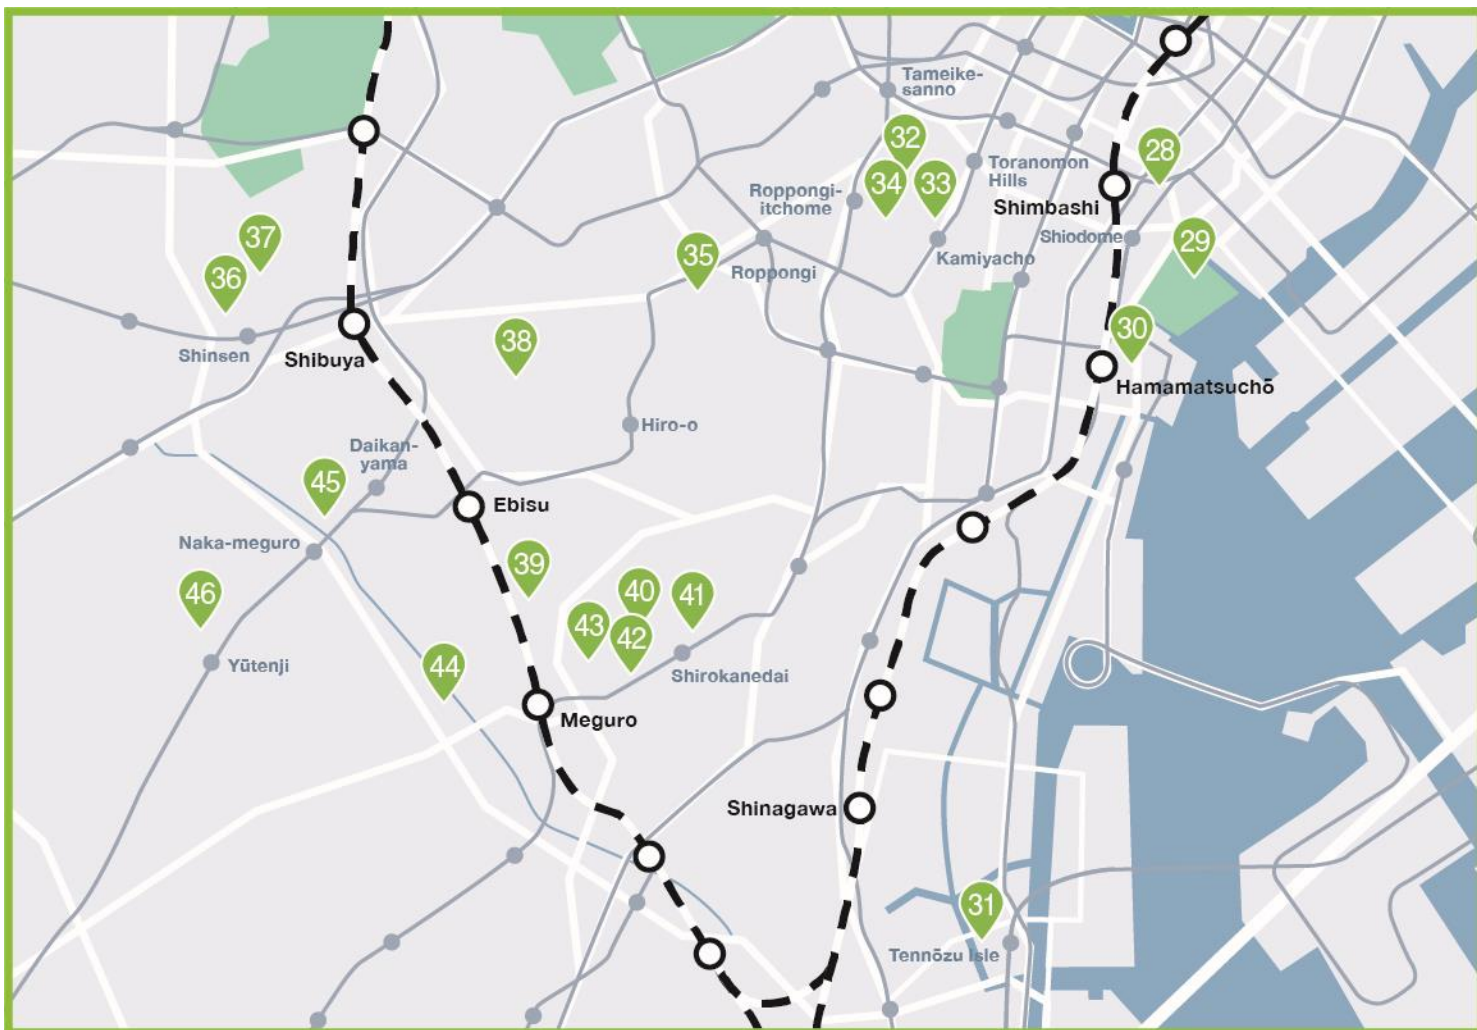 Tameike-
sanno
32
28
Toranomon
Hills
34
33
Roppongi-
itchome
Shimbashi
37
Shiodome
29
35
Kamiyacho
Roppongi
36
30
38
Shinsen
Shibuya
Hamamatsuchō
Hiro-o
Daikan-
yama
45
Ebisu
Naka-meguro
39
46
40
41
43
42
44
Yūtenji
Shirokanedai
Meguro
Shinagawa
31
Tennōzu Isle